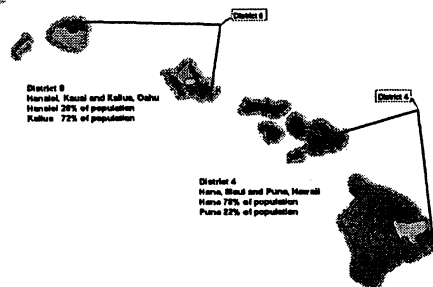 District
District 8
Hanalei, Kauai and Kailua, Oahu
Hanalei 28% of population
Kailua 72% of population
District 4
District 4
Hana, Maui and Puna, Hawaii
Hana 78% of population
Puna 22% of population